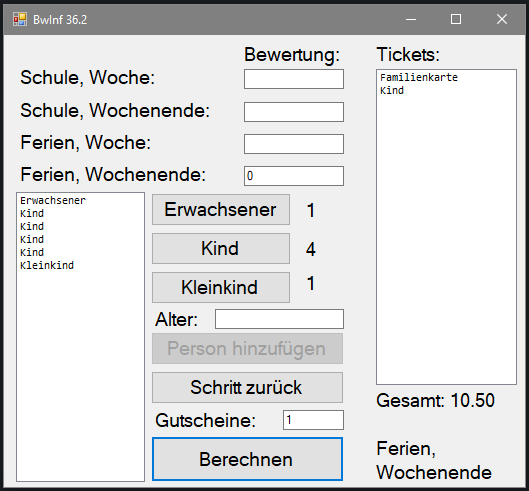 BwInf 36.2
Bewertung:
Schule, Woche:
Schule, Wochenende:
Ferien, Woche:
Ferien, Wochenende:
0
Erwachsener
Kind
Kind
Kind
Kind
Kleinkind
Erwachsener
1
Kind
4
Kleinkind
1
Alter:
Person hinzufügen
Schritt zurück
Gutscheine:
1
Berechnen
Tickets:
Familienkarte
Kind
Gesamt: 10.50
Ferien,
Wochenende